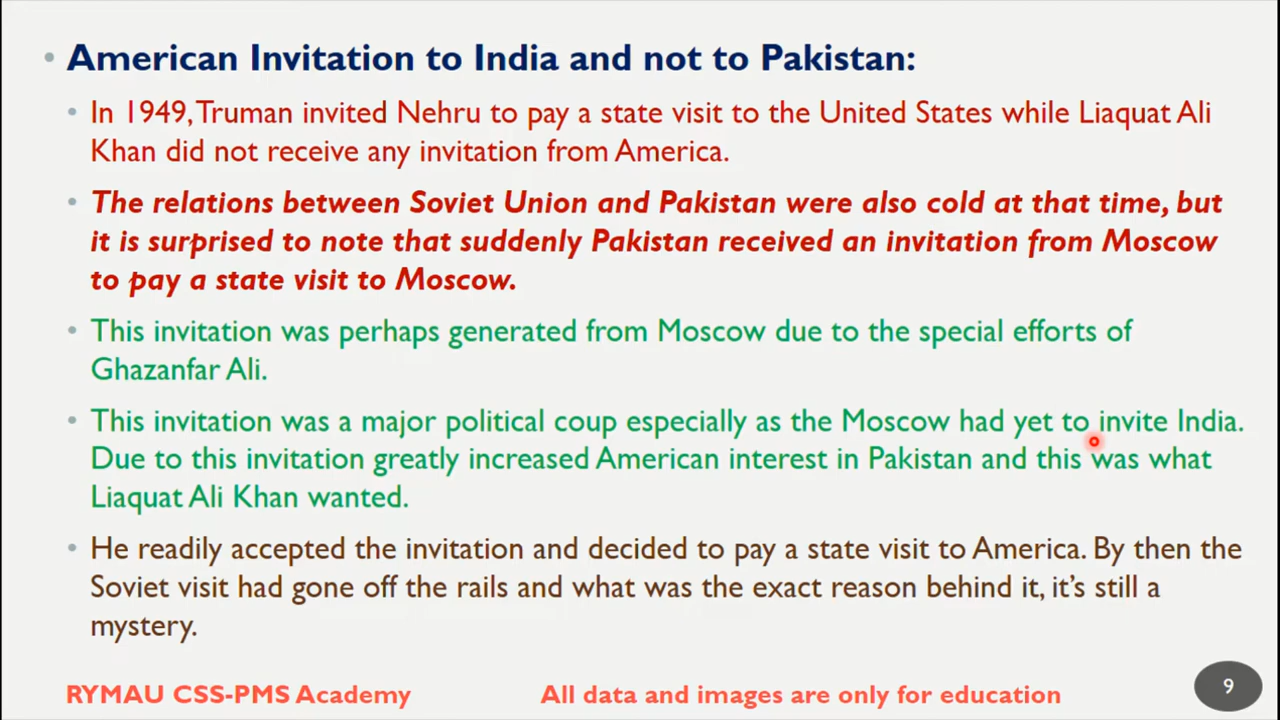 • American Invitation to India and not to Pakistan:
• In 1949, Truman invited Nehru to pay a state visit to the United States while Liaquat Ali
Khan did not receive any invitation from America.
• The relations between Soviet Union and Pakistan were also cold at that time, but
it is surprised to note that suddenly Pakistan received an invitation from Moscow
to pay a state visit to Moscow.
• This invitation was perhaps generated from Moscow due to the special efforts of
Ghazanfar Ali.
• This invitation was a major political coup especially as the Moscow had yet to invite India.
Due to this invitation greatly increased American interest in Pakistan and this was what
Liaquat Ali Khan wanted.
• He readily accepted the invitation and decided to pay a state visit to America. By then the
Soviet visit had gone off the rails and what was the exact reason behind it, it's still a
mystery.
RYMAU CSS-PMS Academy
All data and images are only for education
9